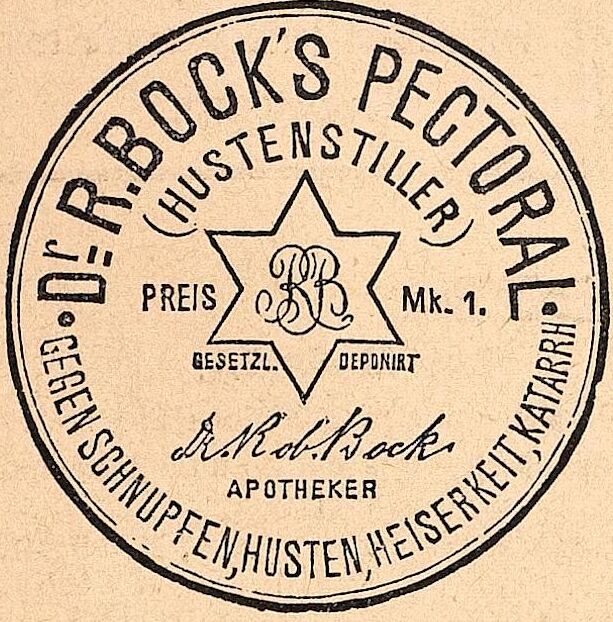 Dr. R. BOCK'S PECTORAL
(HUSTENSTILLER)
RB
PREIS Mk. 1.
GESETZL. DEPONIRT
Dr. Rob. Bock
APOTHEKER
GEGEN SCHNUPFEN, HUSTEN, HEISERKEIT, KATARRH